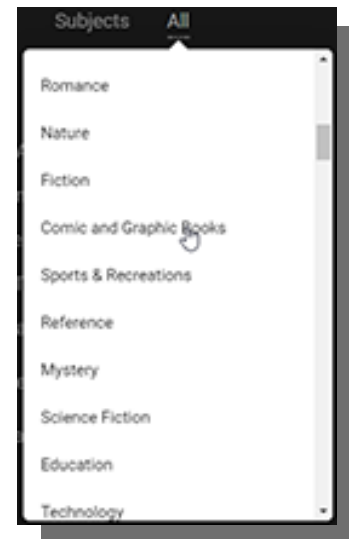 Subjects All
Romance
Nature
Fiction
Comic and Graphic Books
Sports & Recreations
Reference
Mystery
Science Fiction
Education
Technology